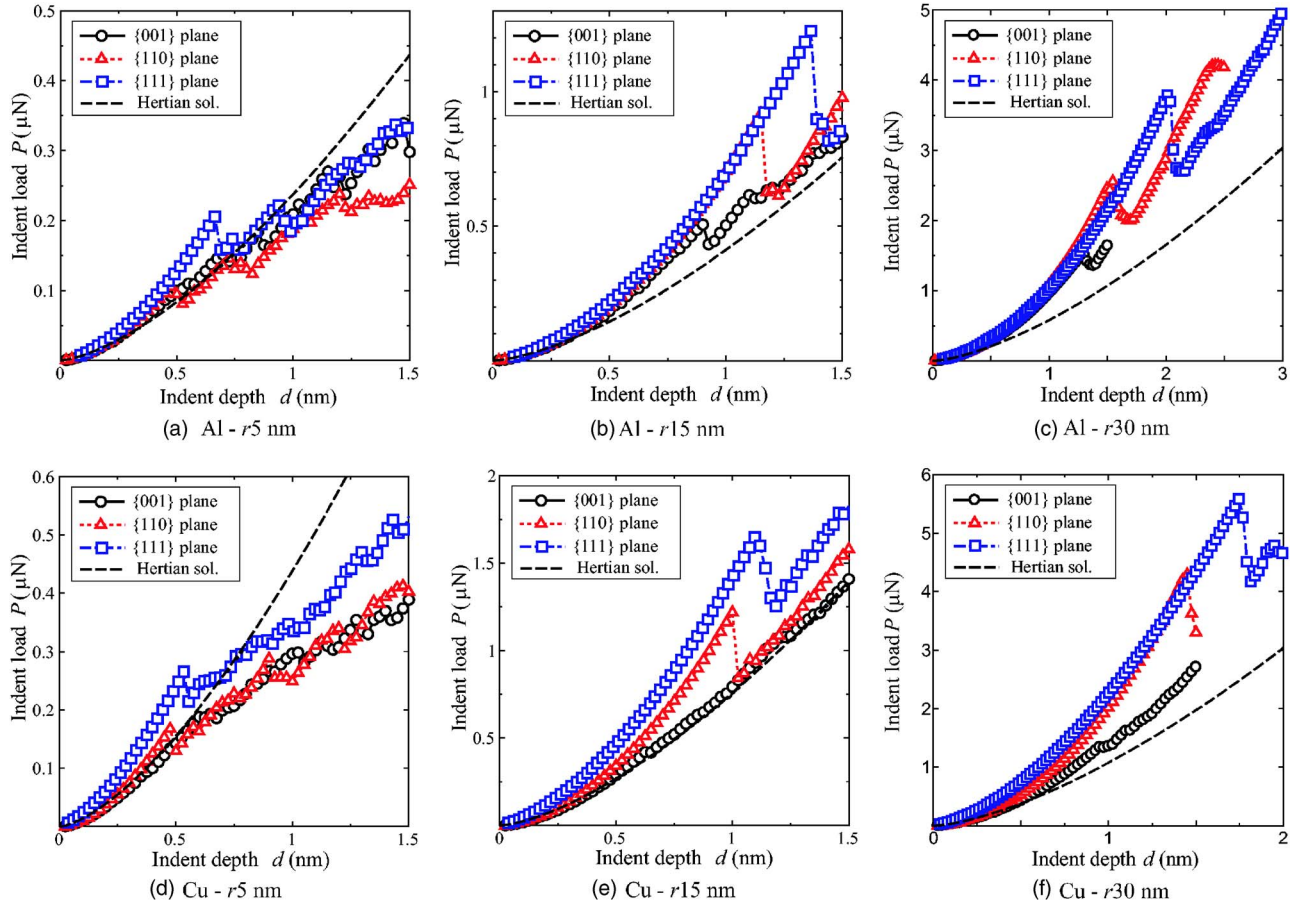 0.5
0.4
0.3
0.2
0.1
0
0 0.5 1 1.5
Indent load P (μN)
Indent depth d (nm)
{001} plane
{110} plane
{111} plane
Hertian sol.
(a) Al - r5 nm
1
0.5
0
0 0.5 1 1.5
Indent load P (μN)
Indent depth d (nm)
{001} plane
{110} plane
{111} plane
Hertian sol.
(b) Al - r15 nm
5
4
3
2
1
0
0 1 2 3
Indent load P (μN)
Indent depth d (nm)
{001} plane
{110} plane
{111} plane
Hertian sol.
(c) Al - r30 nm
0.6
0.5
0.4
0.3
0.2
0.1
0
0 0.5 1 1.5
Indent load P (μN)
Indent depth d (nm)
{001} plane
{110} plane
{111} plane
Hertian sol.
(d) Cu - r5 nm
2
1.5
1
0.5
0
0 0.5 1 1.5
Indent load P (μN)
Indent depth d (nm)
{001} plane
{110} plane
{111} plane
Hertian sol.
(e) Cu - r15 nm
6
5
4
3
2
1
0
0 1 2
Indent load P (μN)
Indent depth d (nm)
{001} plane
{110} plane
{111} plane
Hertian sol.
(f) Cu - r30 nm